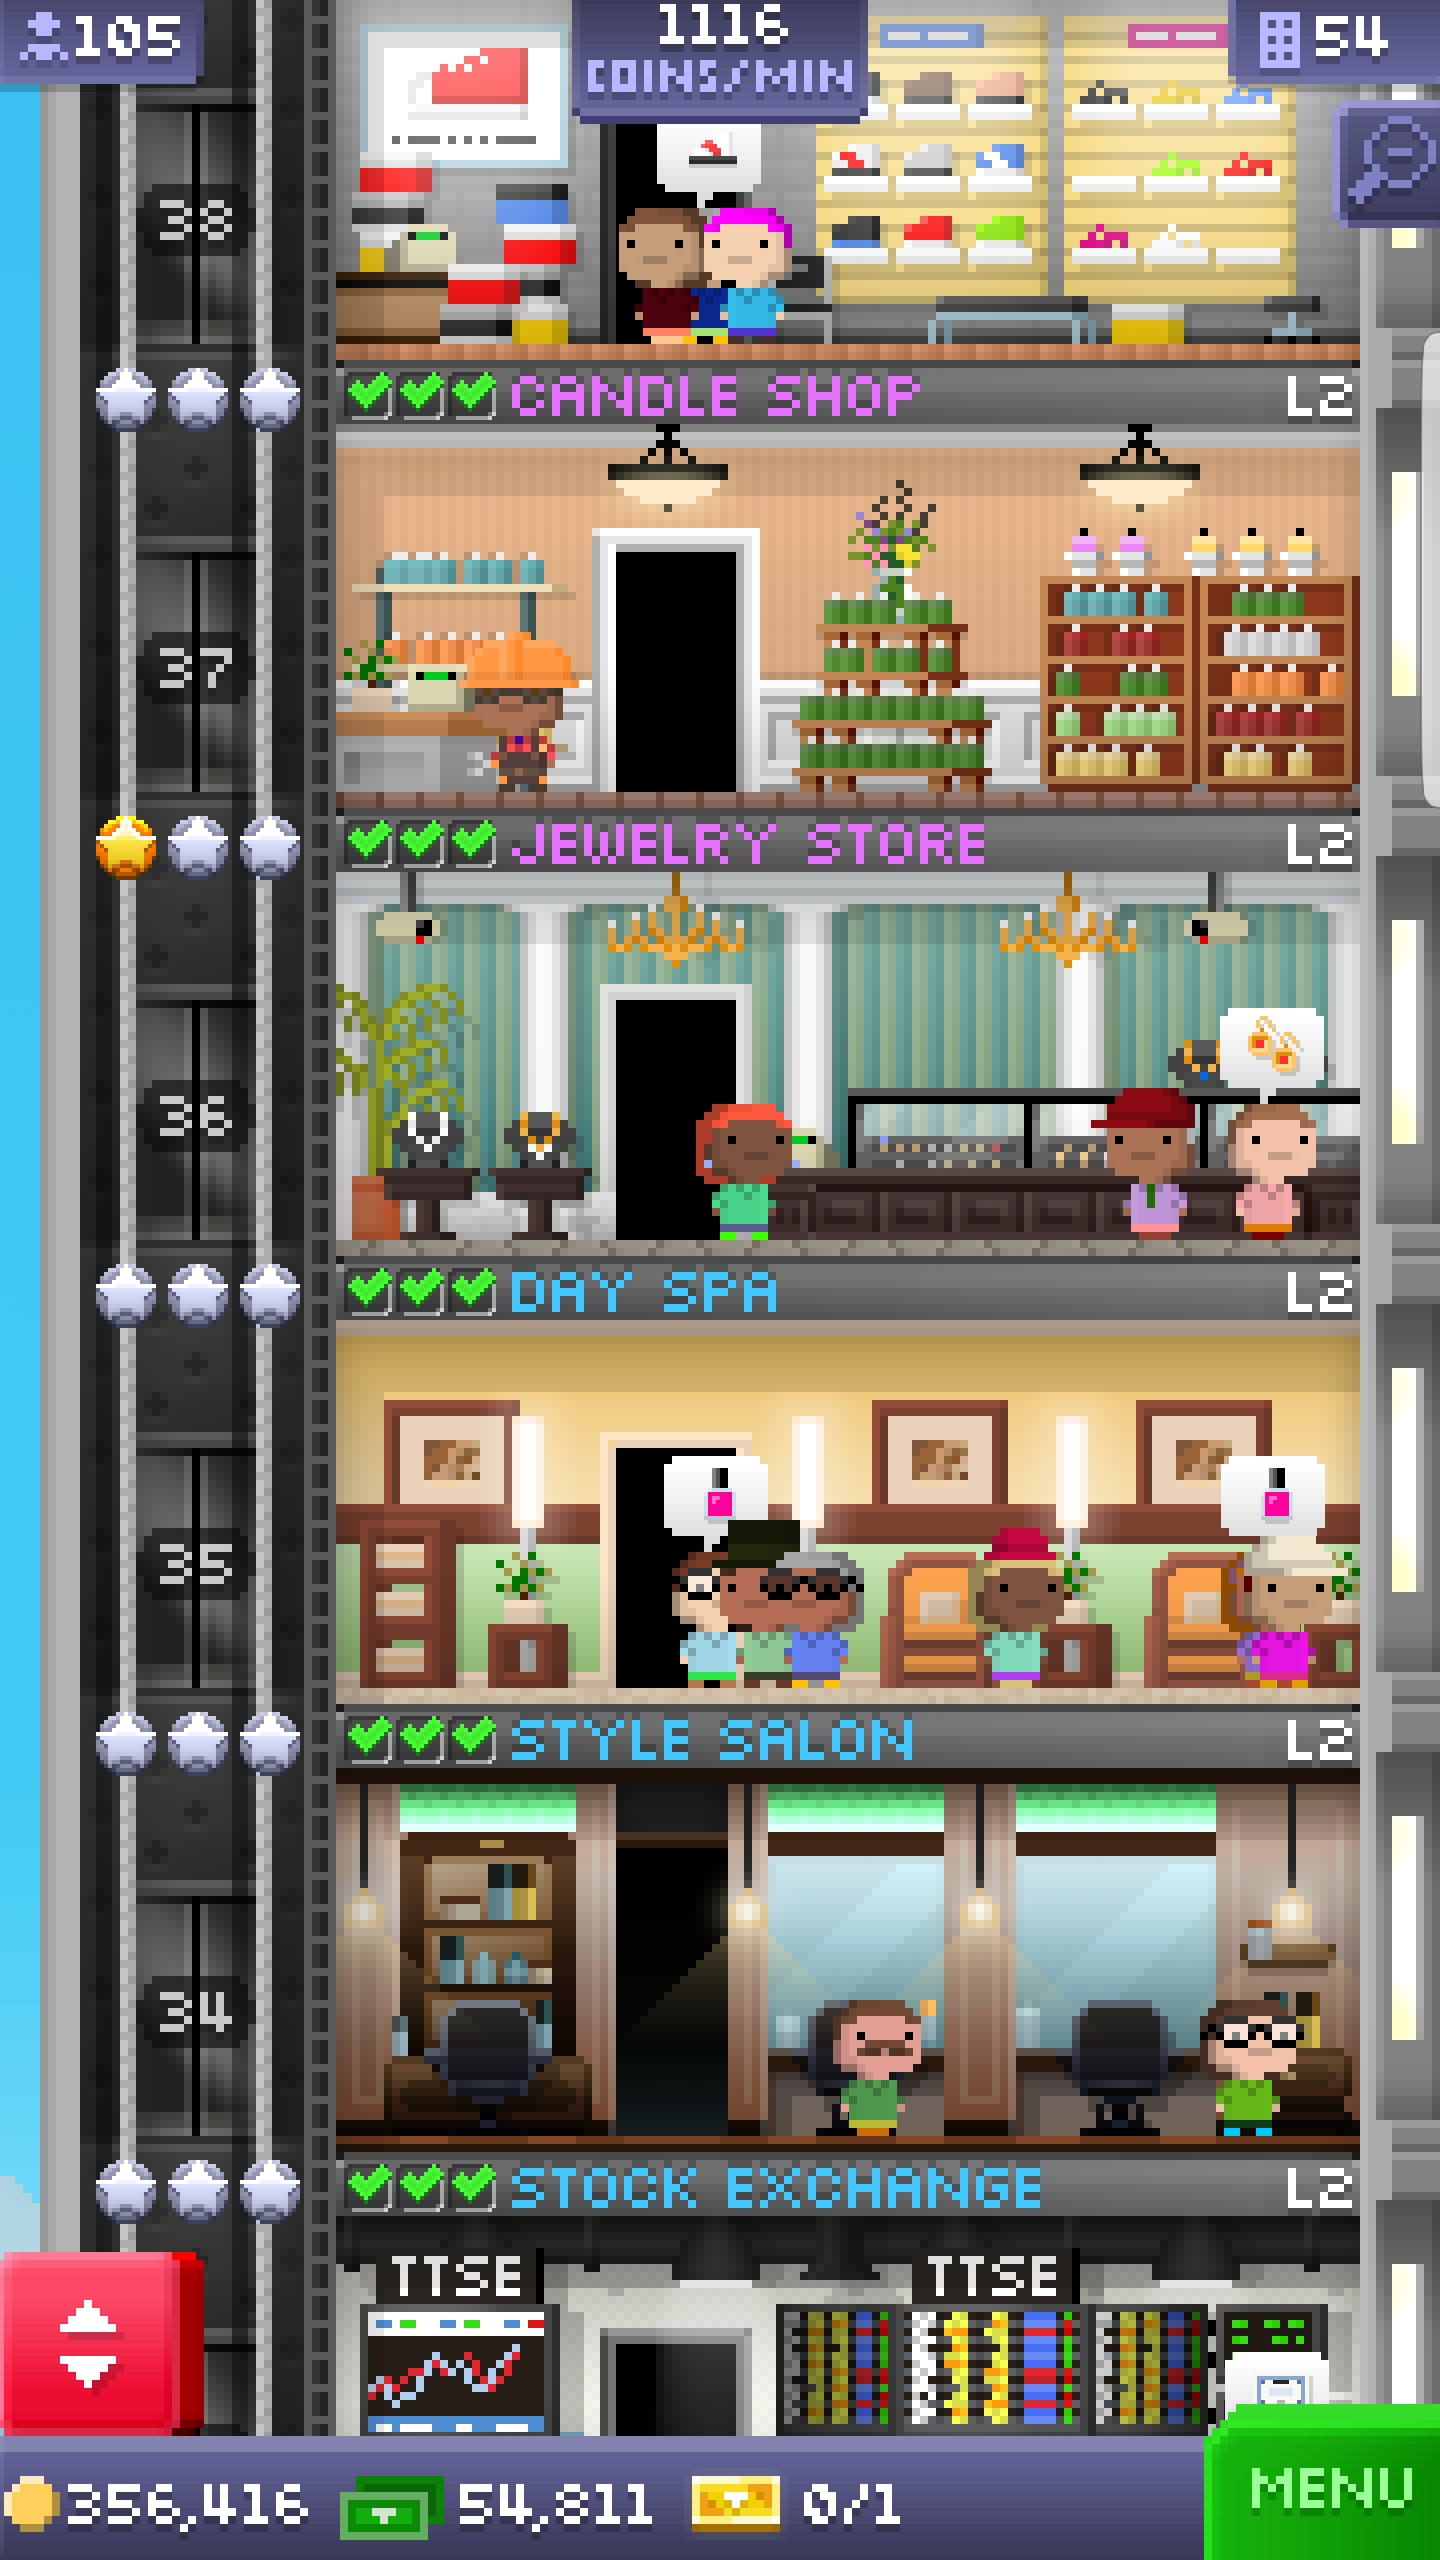 105
1116
COINS/MIN
54
38
CANDLE SHOP L2
37
JEWELRY STORE L2
36
DAY SPA L2
35
STYLE SALON L2
34
STOCK EXCHANGE L2
TTSE TTSE
356,416 54,811 0/1
MENU